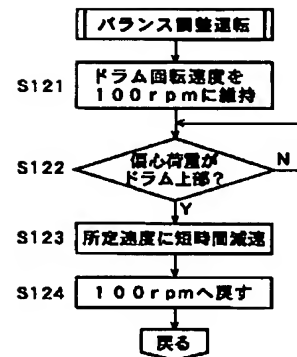 バランス調整運転
S121
ドラム回転速度を
100rpmに維持
S122
偏心荷重が
ドラム上部?
N
Y
S123
所定速度に短時間減速
S124
100rpmへ戻す
戻る